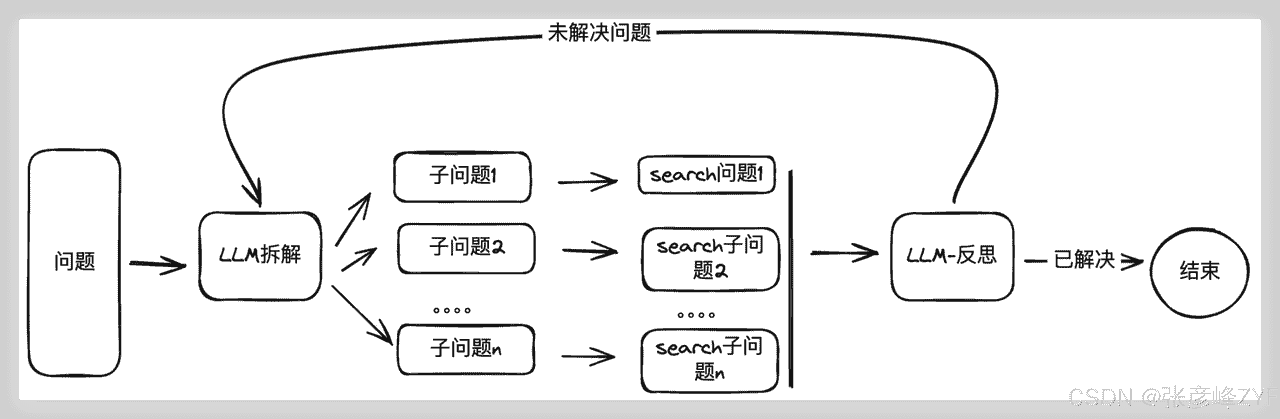 未解决问题
问题
LLM拆解
子问题1
子问题2
....
子问题n
search问题1
search子问
题2
....
search子问
题n
LLM-反思
已解决
结束
CSDN @张彦峰ZY